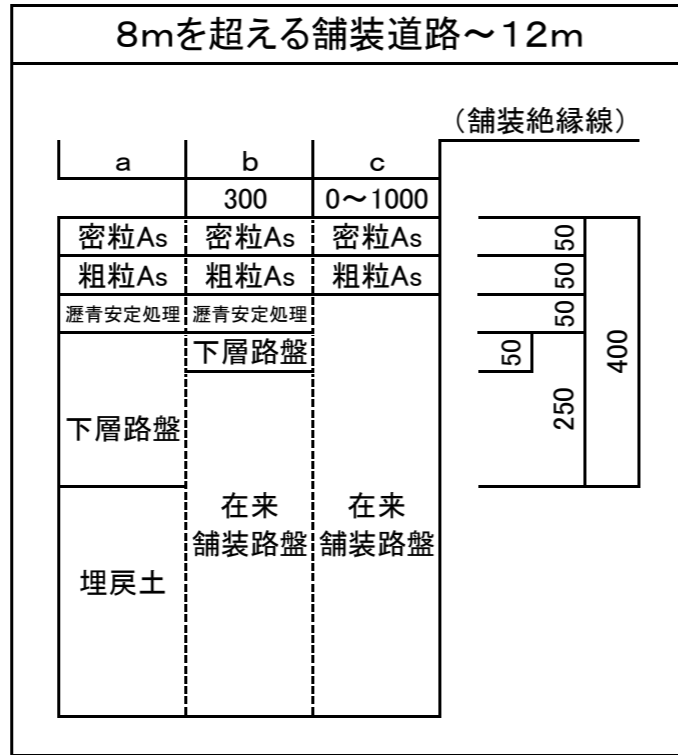 8mを超える舗装道路～12m
（舗装絶縁線）
a b c
300 0～1000
密粒As 密粒As 密粒As 50
粗粒As 粗粒As 粗粒As 50
瀝青安定処理 瀝青安定処理 50
下層路盤 50 400
下層路盤 250
在来 在来
舗装路盤 舗装路盤
埋戻土